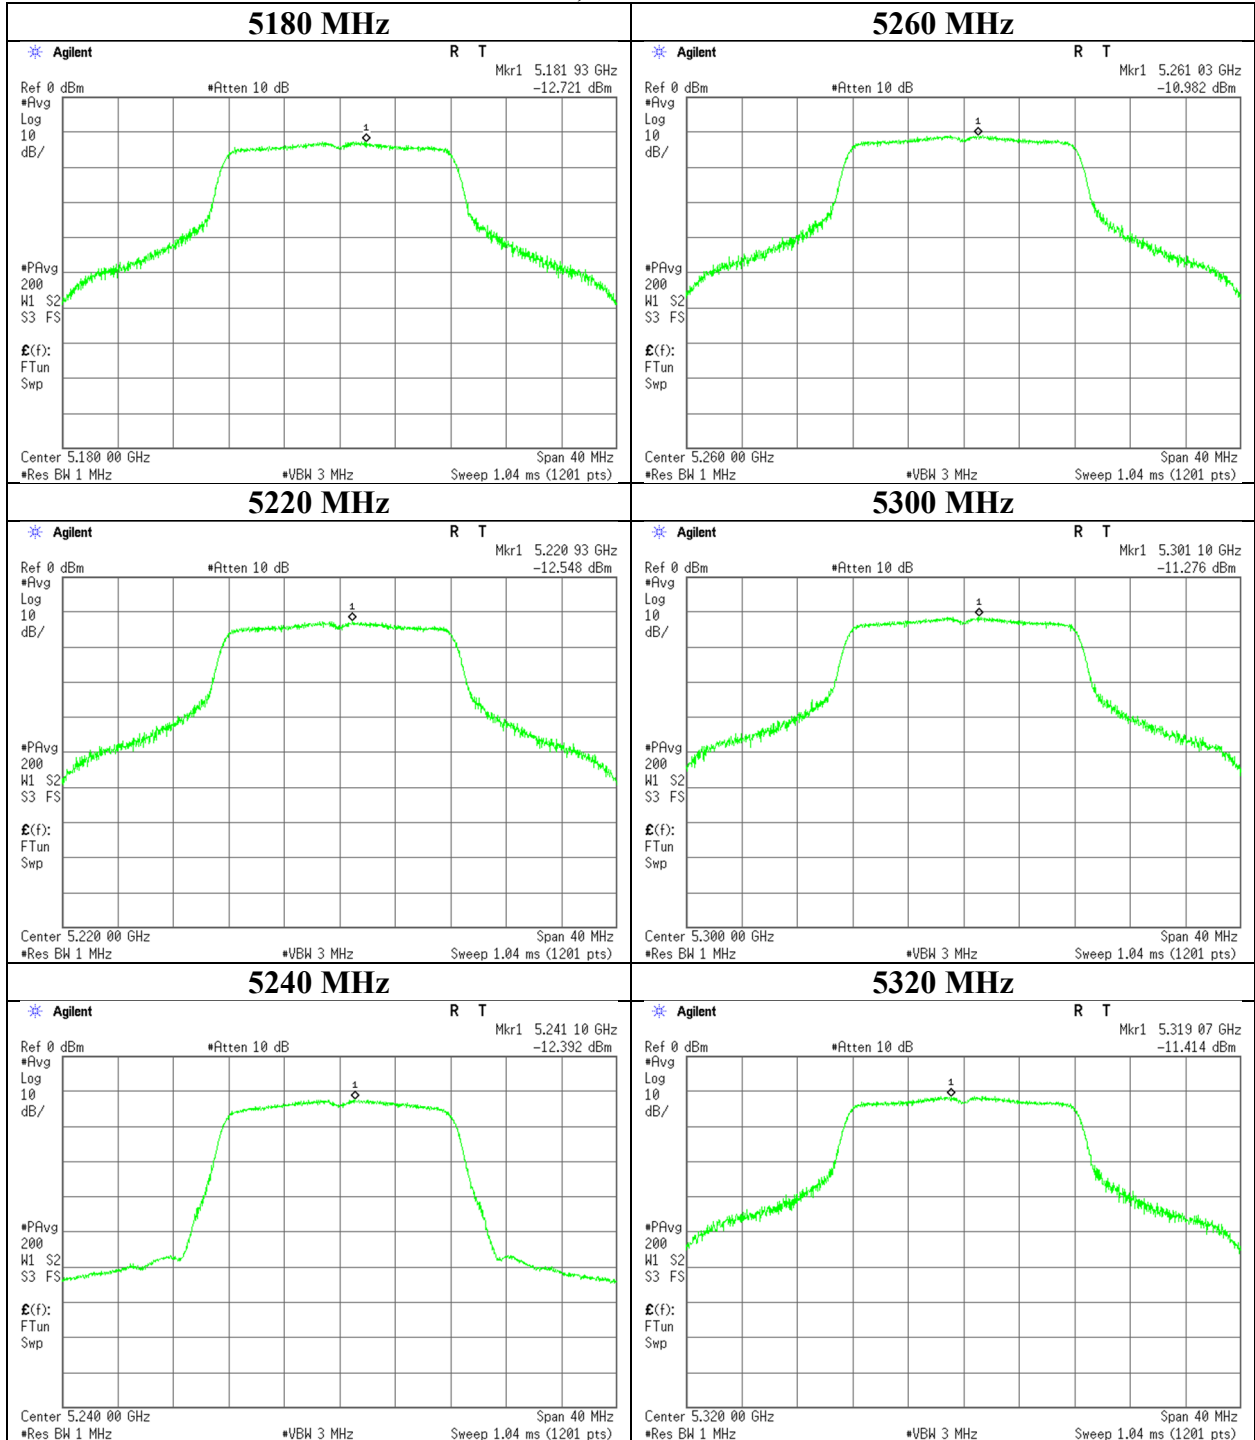 5180 MHz
Agilent R T
Mkr1 5.181 93 GHz
Ref 0 dBm #Atten 10 dB -12.721 dBm
#Avg
Log
10
dB/
1
#PAvg
200
W1 S2
S3 FS
£(f):
FTun
Swp
Center 5.180 00 GHz Span 40 MHz
#Res BW 1 MHz #VBW 3 MHz Sweep 1.04 ms (1201 pts)
5260 MHz
Agilent R T
Mkr1 5.261 03 GHz
Ref 0 dBm #Atten 10 dB -10.982 dBm
#Avg
Log
10
dB/
1
#PAvg
200
W1 S2
S3 FS
£(f):
FTun
Swp
Center 5.260 00 GHz Span 40 MHz
#Res BW 1 MHz #VBW 3 MHz Sweep 1.04 ms (1201 pts)
5220 MHz
Agilent R T
Mkr1 5.220 93 GHz
Ref 0 dBm #Atten 10 dB -12.548 dBm
#Avg
Log
10
dB/
1
#PAvg
200
W1 S2
S3 FS
£(f):
FTun
Swp
Center 5.220 00 GHz Span 40 MHz
#Res BW 1 MHz #VBW 3 MHz Sweep 1.04 ms (1201 pts)
5300 MHz
Agilent R T
Mkr1 5.301 10 GHz
Ref 0 dBm #Atten 10 dB -11.276 dBm
#Avg
Log
10
dB/
1
#PAvg
200
W1 S2
S3 FS
£(f):
FTun
Swp
Center 5.300 00 GHz Span 40 MHz
#Res BW 1 MHz #VBW 3 MHz Sweep 1.04 ms (1201 pts)
5240 MHz
Agilent R T
Mkr1 5.241 10 GHz
Ref 0 dBm #Atten 10 dB -12.392 dBm
#Avg
Log
10
dB/
1
#PAvg
200
W1 S2
S3 FS
£(f):
FTun
Swp
Center 5.240 00 GHz Span 40 MHz
#Res BW 1 MHz #VBW 3 MHz Sweep 1.04 ms (1201 pts)
5320 MHz
Agilent R T
Mkr1 5.319 07 GHz
Ref 0 dBm #Atten 10 dB -11.414 dBm
#Avg
Log
10
dB/
1
#PAvg
200
W1 S2
S3 FS
£(f):
FTun
Swp
Center 5.320 00 GHz Span 40 MHz
#Res BW 1 MHz #VBW 3 MHz Sweep 1.04 ms (1201 pts)